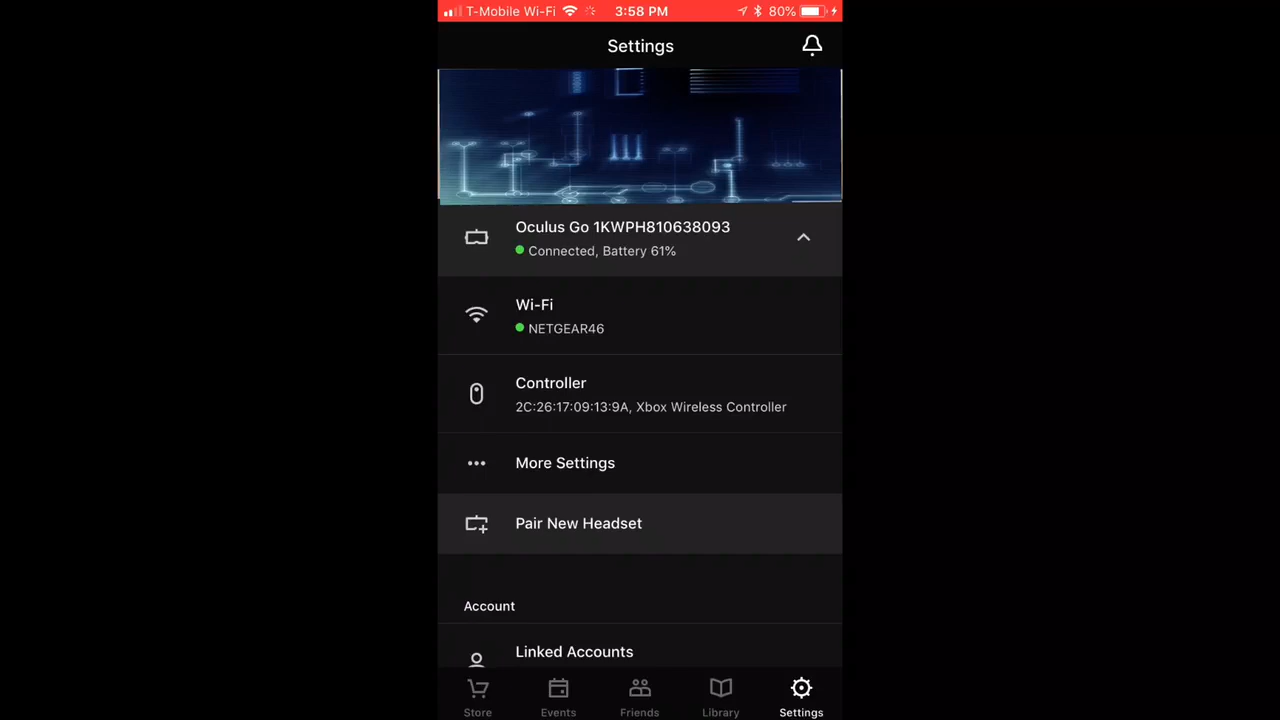 T-Mobile Wi-Fi 3:58 PM 80%
Settings
Oculus Go 1KWPH810638093
Connected, Battery 61%
Wi-Fi
NETGEAR46
Controller
2C:26:17:09:13:9A, Xbox Wireless Controller
More Settings
Pair New Headset
Account
Linked Accounts
Store Events Friends Library Settings